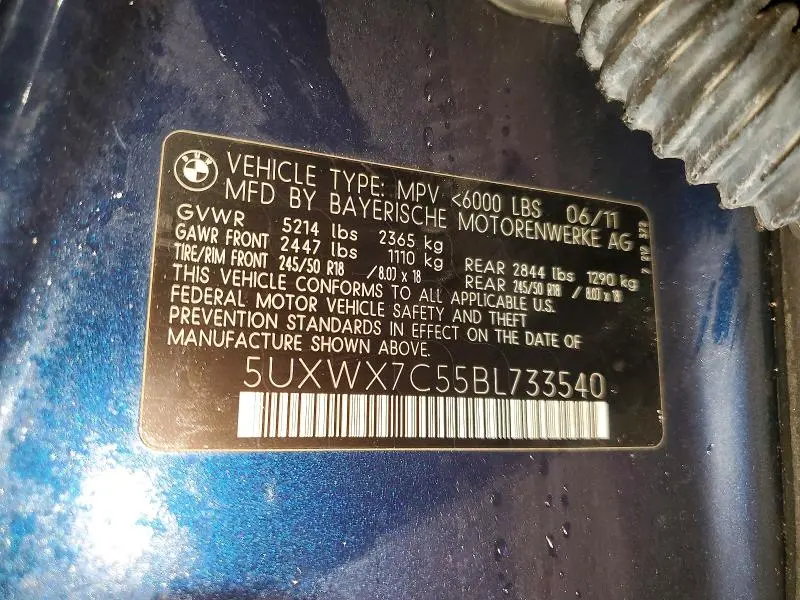 BMW
VEHICLE TYPE: MPV <6000 LBS 06/11
MFD BY BAYERISCHE MOTORENWERKE AG
GVWR 5214 lbs 2365 kg
GAWR FRONT 2447 lbs 1110 kg REAR 2844 lbs 1290 kg
TIRE/RIM FRONT 245/50 R18 / 8.0J x 18 REAR 245/50 R18 / 8.0J x 18
THIS VEHICLE CONFORMS TO ALL APPLICABLE U.S.
FEDERAL MOTOR VEHICLE SAFETY AND THEFT
PREVENTION STANDARDS IN EFFECT ON THE DATE OF
MANUFACTURE SHOWN ABOVE.
5UXWX7C55BL733540